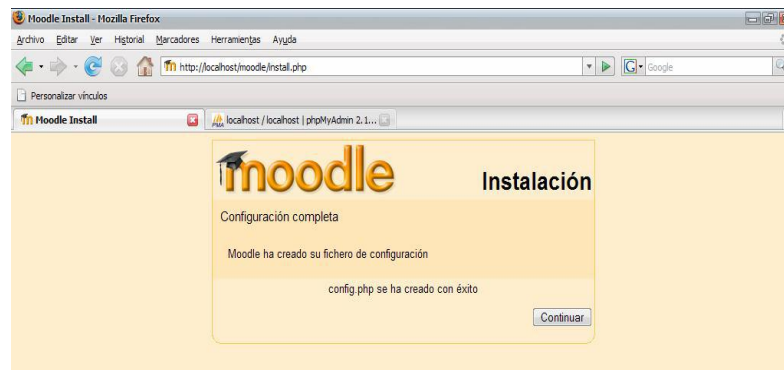 Moodle Install - Mozilla Firefox
Archivo Editar Ver Historial Marcadores Herramientas Ayuda
http://localhost/moodle/install.php
G Google
Personalizar vínculos
Moodle Install
localhost / localhost | phpMyAdmin 2.1...
moodle
Instalación
Configuración completa
Moodle ha creado su fichero de configuración
config.php se ha creado con éxito
Continuar